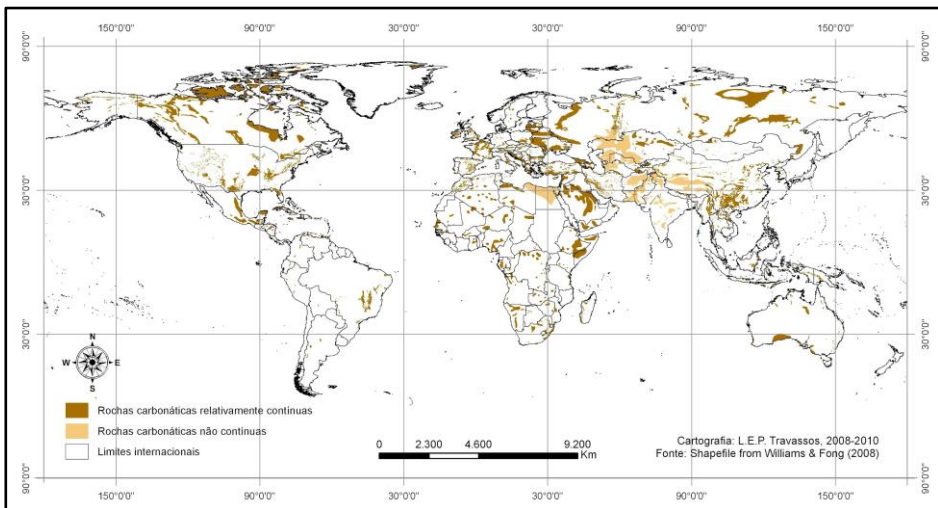 150°0'0" 90°0'0" 30°0'0" 30°0'0" 90°0'0" 150°0'0"
90°0'0" 90°0'0"
30°0'0" 30°0'0"
30°0'0" 30°0'0"
N
W E
S
Rochas carbonáticas relativamente contínuas
Rochas carbonáticas não contínuas
Limites internacionais
0 2.300 4.600 9.200
Km
Cartografia: L.E.P. Travassos, 2008-2010
Fonte: Shapefile from Williams & Fong (2008)
90°0'0" 90°0'0"
150°0'0" 90°0'0" 30°0'0" 30°0'0" 90°0'0" 150°0'0"